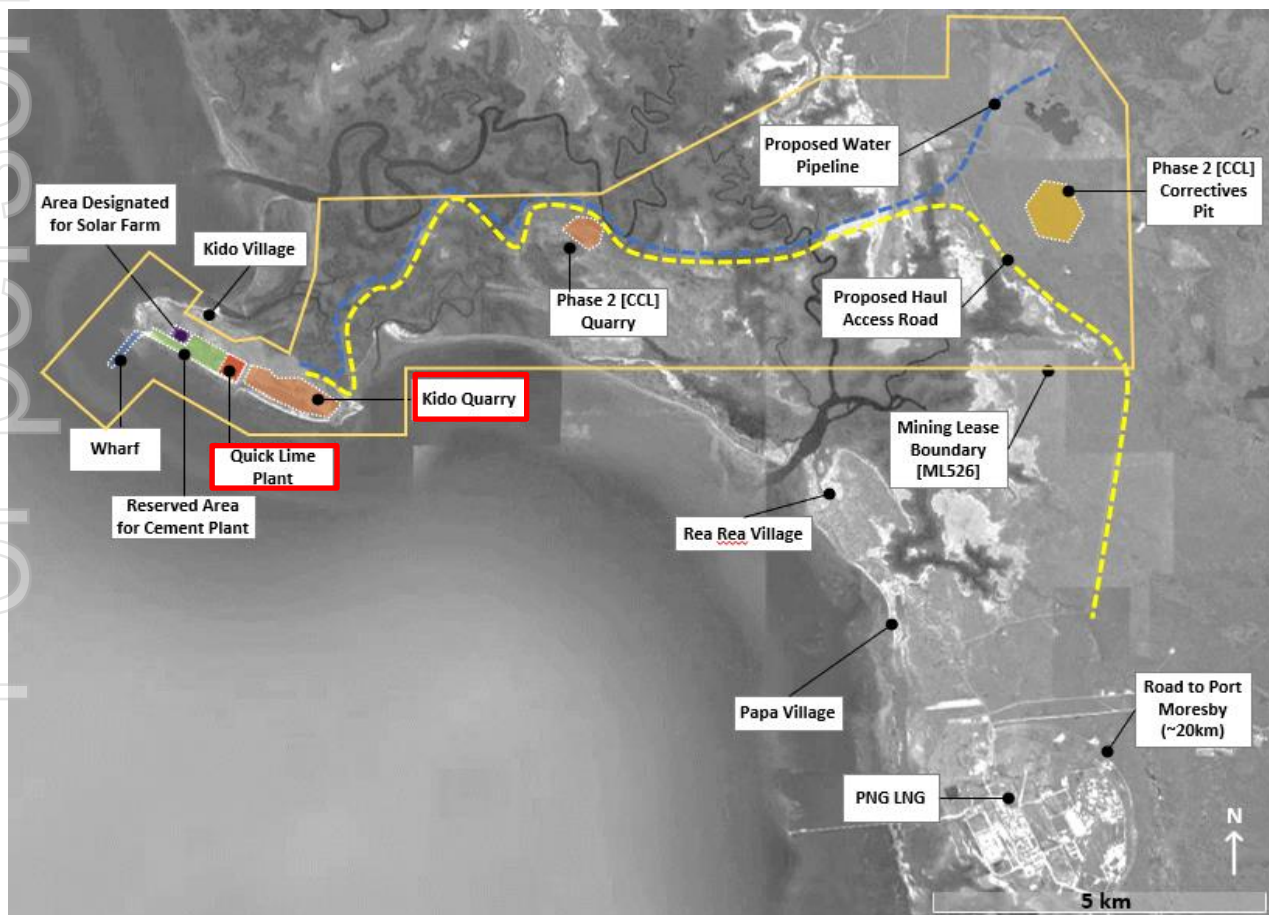 Proposed Water
Pipeline
Phase 2 [CCL]
Correctives
Pit
Area Designated
for Solar Farm
Kido Village
Phase 2 [CCL]
Quarry
Proposed Haul
Access Road
Kido Quarry
Wharf
Quick Lime
Plant
Mining Lease
Boundary
[ML526]
Reserved Area
for Cement Plant
Rea Rea Village
Papa Village
Road to Port
Moresby
(~20km)
PNG LNG
N
5 km